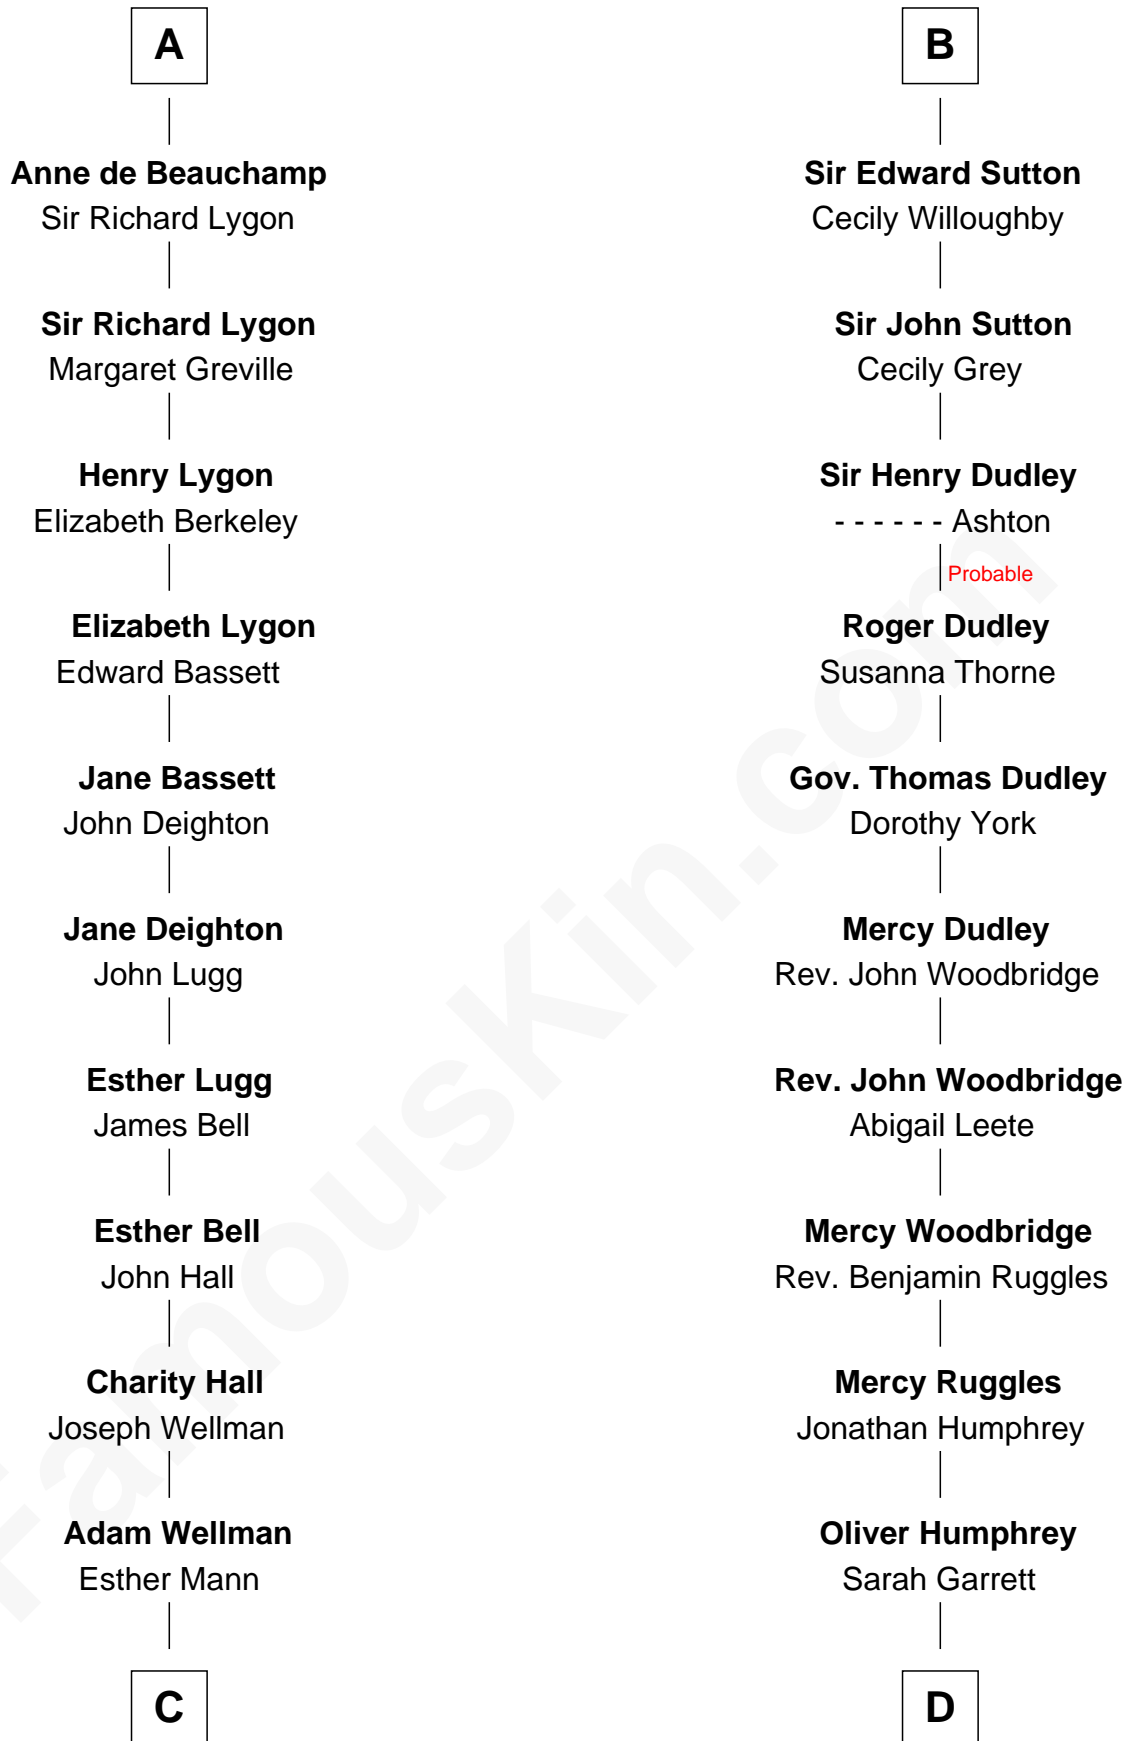 A
Anne de Beauchamp
Sir Richard Lygon
Sir Richard Lygon
Margaret Greville
Henry Lygon
Elizabeth Berkeley
Elizabeth Lygon
Edward Bassett
Jane Bassett
John Deighton
Jane Deighton
John Lugg
Esther Lugg
James Bell
Esther Bell
John Hall
Charity Hall
Joseph Wellman
Adam Wellman
Esther Mann
C
B
Sir Edward Sutton
Cecily Willoughby
Sir John Sutton
Cecily Grey
Sir Henry Dudley
- - - - - - Ashton
Probable
Roger Dudley
Susanna Thorne
Gov. Thomas Dudley
Dorothy York
Mercy Dudley
Rev. John Woodbridge
Rev. John Woodbridge
Abigail Leete
Mercy Woodbridge
Rev. Benjamin Ruggles
Mercy Ruggles
Jonathan Humphrey
Oliver Humphrey
Sarah Garrett
D
FamousKin.com